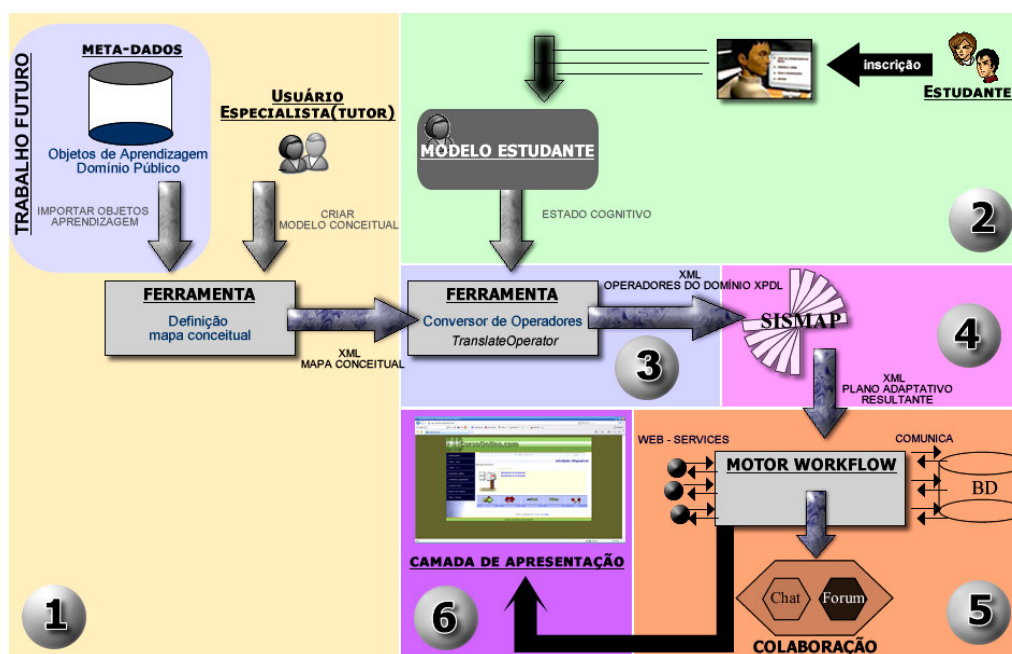 TRABALHO FUTURO
META-DADOS
Objetos de Aprendizagem
Domínio Público
IMPORTAR OBJETOS
APRENDIZAGEM
USUÁRIO
ESPECIALISTA(TUTOR)
CRIAR
MODELO CONCEITUAL
FERRAMENTA
Definição
mapa conceitual
XML
MAPA CONCEITUAL
1
inscrição
ESTUDANTE
MODELO ESTUDANTE
ESTADO COGNITIVO
2
FERRAMENTA
Conversor de Operadores
TranslateOperator
XML
OPERADORES DO DOMÍNIO XPDL
3
SISMAP
4
XML
PLANO ADAPTATIVO
RESULTANTE
WEB - SERVICES
MOTOR WORKFLOW
COMUNICA
BD
Chat
Forum
COLABORAÇÃO
5
CAMADA DE APRESENTAÇÃO
6